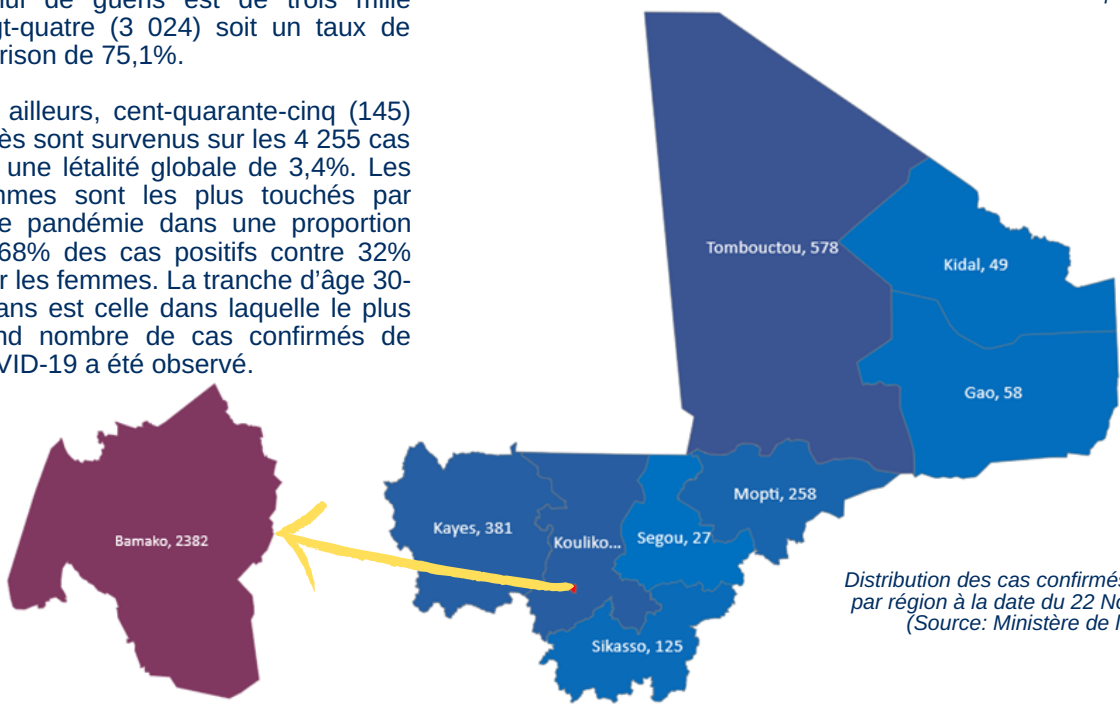 est de trois mille
gt-quatre (3 024) soit un taux de
rison de 75,1%.
ailleurs, cent-quarante-cinq (145)
ès sont survenus sur les 4 255 cas
une létalité globale de 3,4%. Les
mmes sont les plus touchés par
e pandémie dans une proportion
68% des cas positifs contre 32%
r les femmes. La tranche d’âge 30-
ans est celle dans laquelle le plus
nd nombre de cas confirmés de
VID-19 a été observé.
Tombouctou, 578
Kidal, 49
Gao, 58
Mopti, 258
Kayes, 381
Kouliko...
Segou, 27
Bamako, 2382
Sikasso, 125
Distribution des cas confirmés
par région à la date du 22 No
(Source: Ministère de l